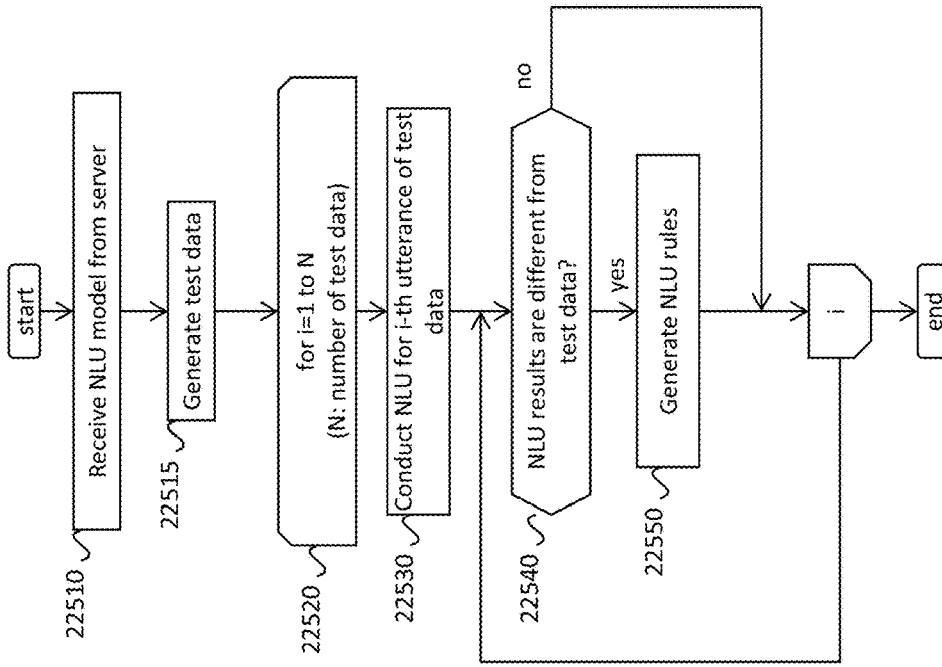 start
Receive NLU model from server
22510
Generate test data
22515
for i=1 to N
(N: number of test data)
22520
Conduct NLU for i-th utterance of test
data
22530
NLU results are different from
test data?
22540
no
yes
Generate NLU rules
22550
i
end